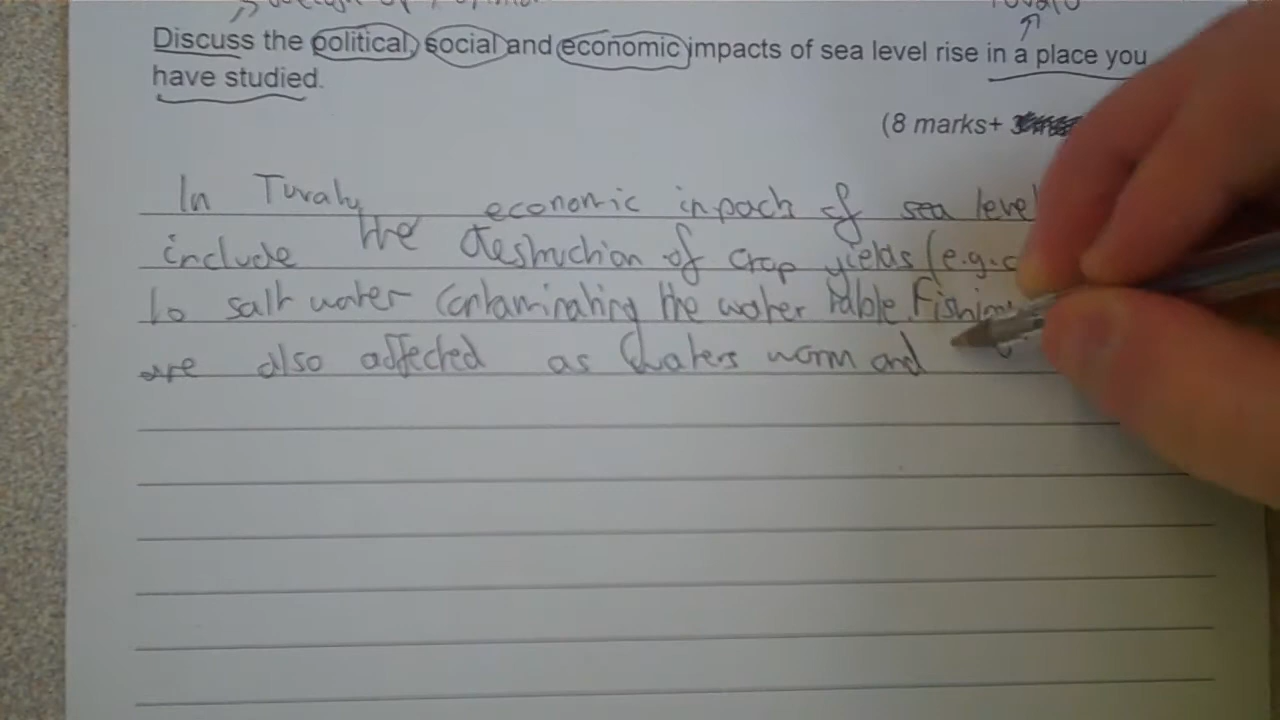 Discuss the political, social and economic impacts of sea level rise in a place you
have studied.
(8 marks+
In Tuvalu economic impacts of sea level
include the destruction of crop yields (e.g.
to salt water contaminating the water table. Fishing
are also affected as waters warm and